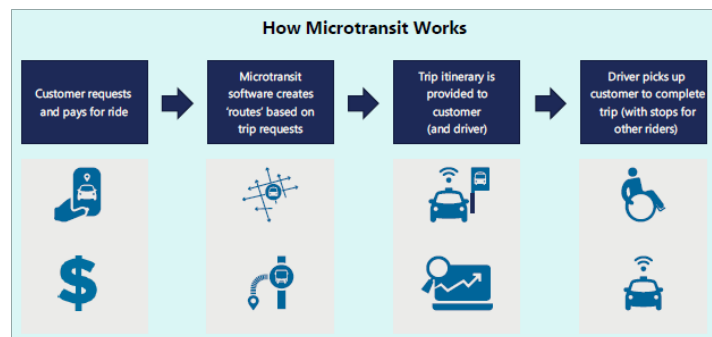 How Microtransit Works
Customer requests
and pays for ride
Microtransit
software creates
‘routes’ based on
trip requests
Trip itinerary is
provided to
customer
(and driver)
Driver picks up
customer to complete
trip (with stops for
other riders)
$